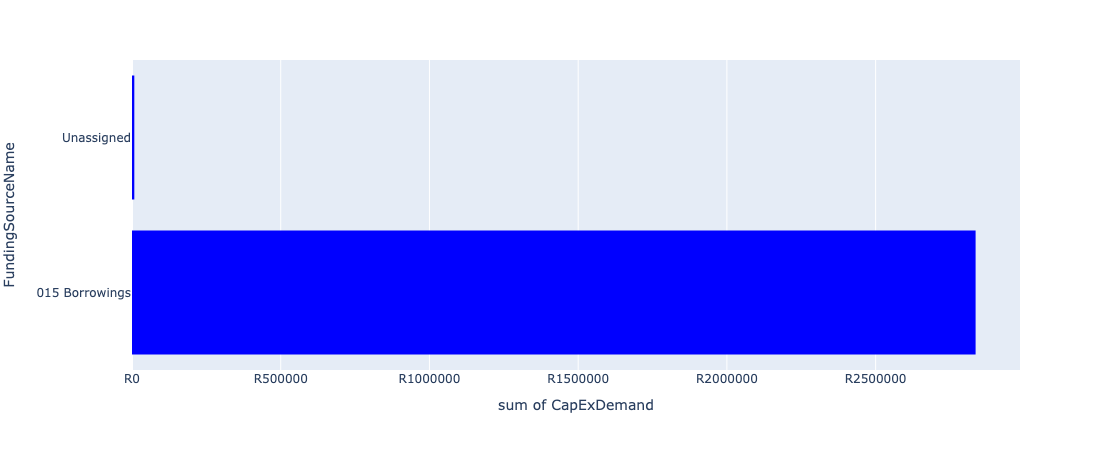 FundingSourceName
Unassigned
015 Borrowings
R0 R500000 R1000000 R1500000 R2000000 R2500000
sum of CapExDemand